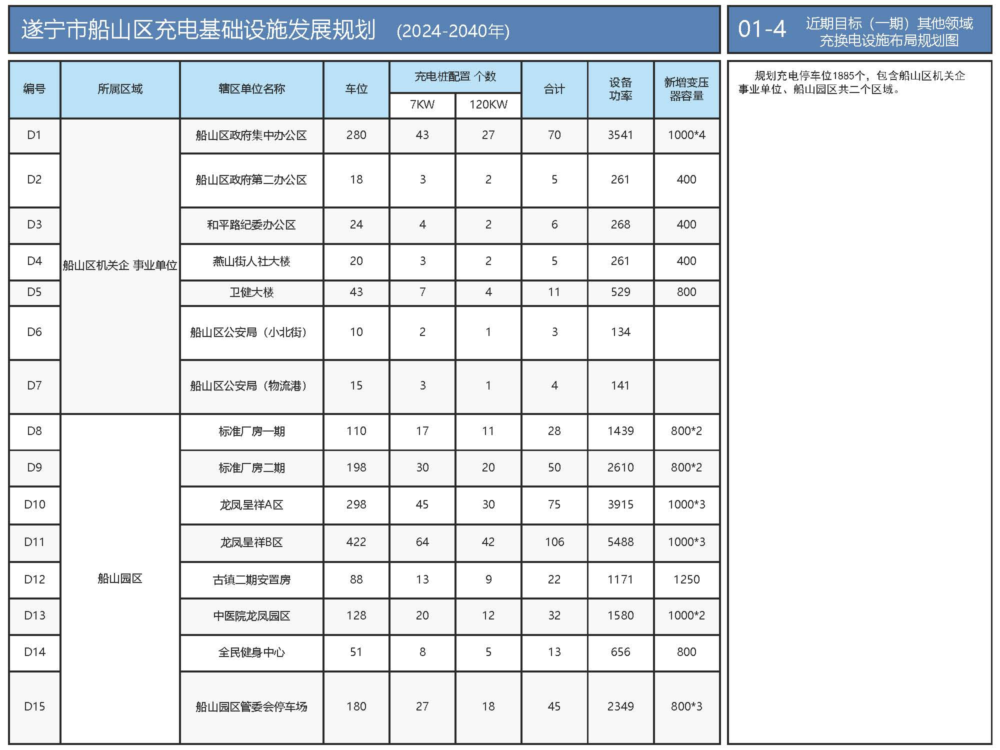 遂宁市船山区充电基础设施发展规划 (2024-2040年)
01-4 近期目标（一期）其他领域
充换电设施布局规划图
编号 所属区域 辖区单位名称 车位 充电桩配置 个数 合计 设备功率 新增变压器容量
7KW 120KW
D1 船山区政府集中办公区 280 43 27 70 3541 1000*4
D2 船山区政府第二办公区 18 3 2 5 261 400
D3 和平路纪委办公区 24 4 2 6 268 400
D4 燕山街人社大楼 20 3 2 5 261 400
船山区机关企 事业单位
D5 卫健大楼 43 7 4 11 529 800
D6 船山区公安局（小北街） 10 2 1 3 134
D7 船山区公安局（物流港） 15 3 1 4 141
D8 标准厂房一期 110 17 11 28 1439 800*2
D9 标准厂房二期 198 30 20 50 2610 800*2
D10 龙凤呈祥A区 298 45 30 75 3915 1000*3
D11 龙凤呈祥B区 422 64 42 106 5488 1000*3
D12 船山园区 古镇二期安置房 88 13 9 22 1171 1250
D13 中医院龙凤园区 128 20 12 32 1580 1000*2
D14 全民健身中心 51 8 5 13 656 800
D15 船山园区管委会停车场 180 27 18 45 2349 800*3
规划充电停车位1885个，包含船山区机关企
事业单位、船山园区共二个区域。